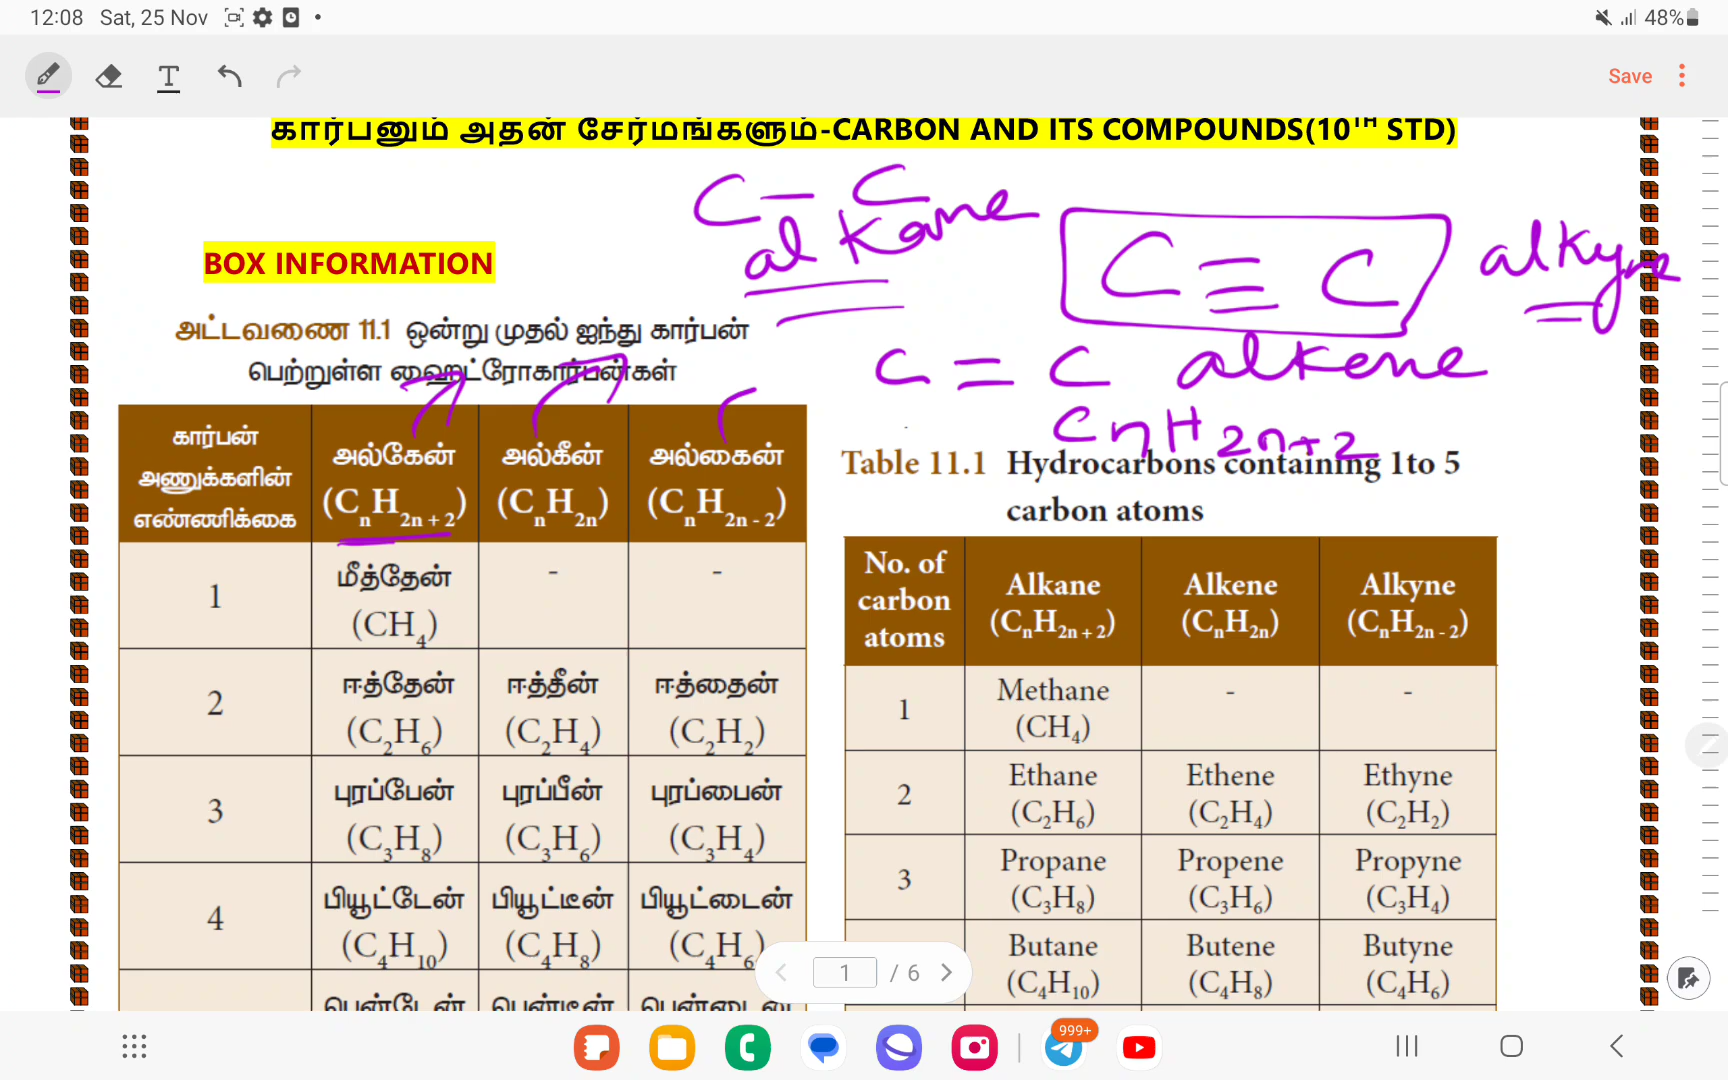 12:08 Sat, 25 Nov
48%
Save
கார்பனும் அதன் சேர்மங்களும்-CARBON AND ITS COMPOUNDS(10TH STD)
C - C
alkane
C ≡ C alkyne
BOX INFORMATION
C = C alkene
CnH2n+2
அட்டவணை 11.1 ஒன்று முதல் ஐந்து கார்பன்
பெற்றுள்ள ஹைட்ரோகார்பன்கள்
கார்பன் அணுக்களின் எண்ணிக்கை அல்கேன் (CnH2n + 2) அல்கீன் (CnH2n) அல்கைன் (CnH2n - 2)
1 மீத்தேன் (CH4) - -
2 ஈத்தேன் (C2H6) ஈத்தீன் (C2H4) ஈத்தைன் (C2H2)
3 புரப்பேன் (C3H8) புரப்பீன் (C3H6) புரப்பைன் (C3H4)
4 பியூட்டேன் (C4H10) பியூட்டீன் (C4H8) பியூட்டைன் (C4H6)
Table 11.1 Hydrocarbons containing 1to 5
carbon atoms
No. of carbon atoms Alkane (CnH2n + 2) Alkene (CnH2n) Alkyne (CnH2n - 2)
1 Methane (CH4) - -
2 Ethane (C2H6) Ethene (C2H4) Ethyne (C2H2)
3 Propane (C3H8) Propene (C3H6) Propyne (C3H4)
Butane (C4H10) Butene (C4H8) Butyne (C4H6)
1 / 6
999+